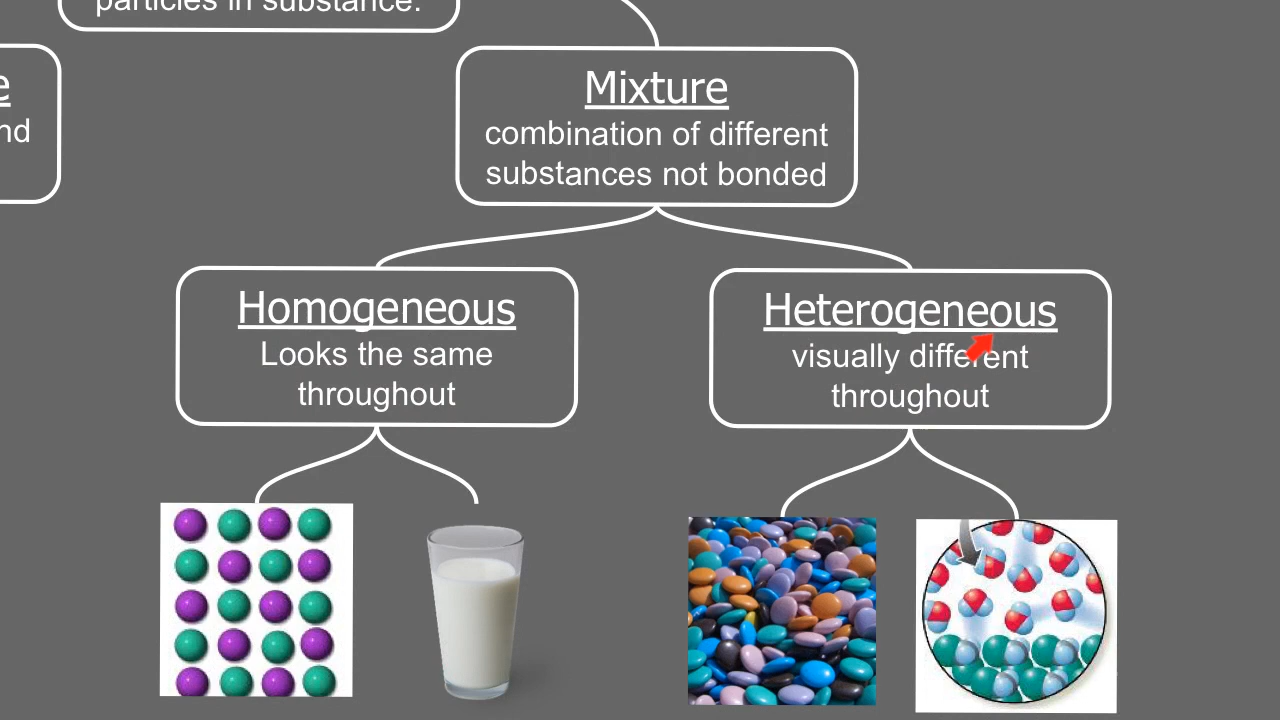 particles in substance.
e
nd
Mixture
combination of different
substances not bonded
Homogeneous
Looks the same
throughout
Heterogeneous
visually different
throughout